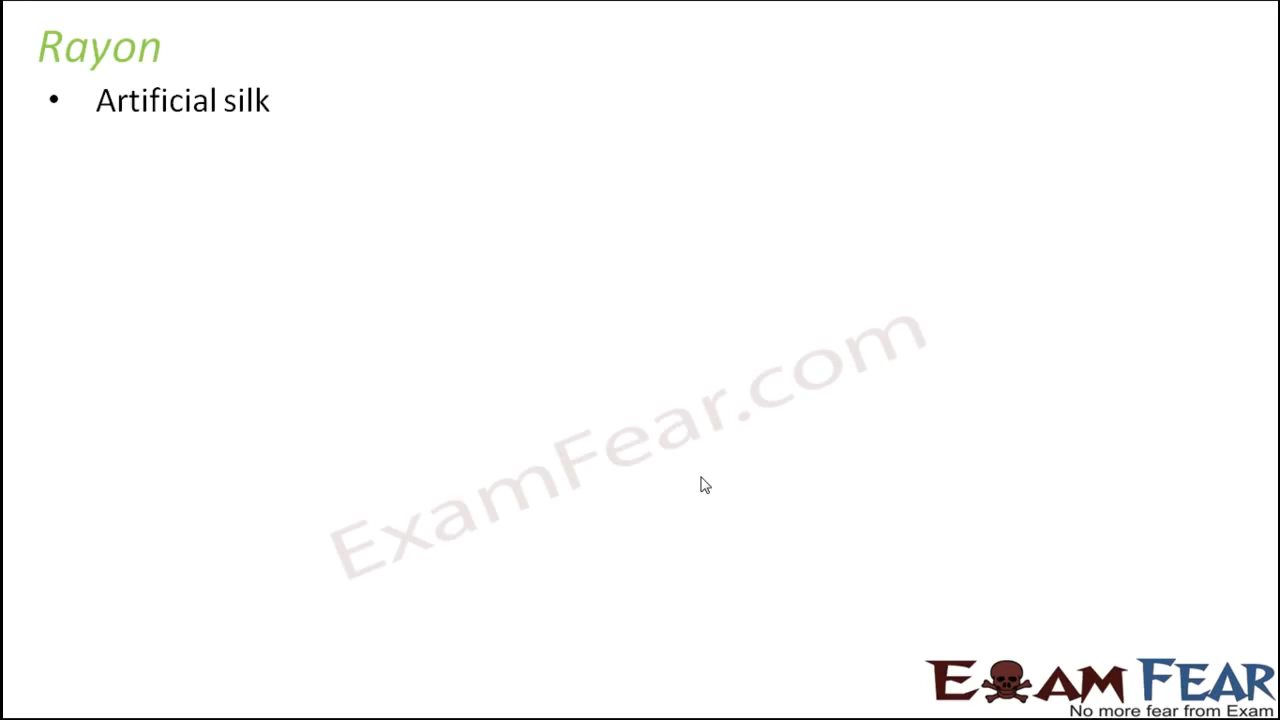 Rayon
• Artificial silk
ExamFear.com
EXAM FEAR
No more fear from Exam